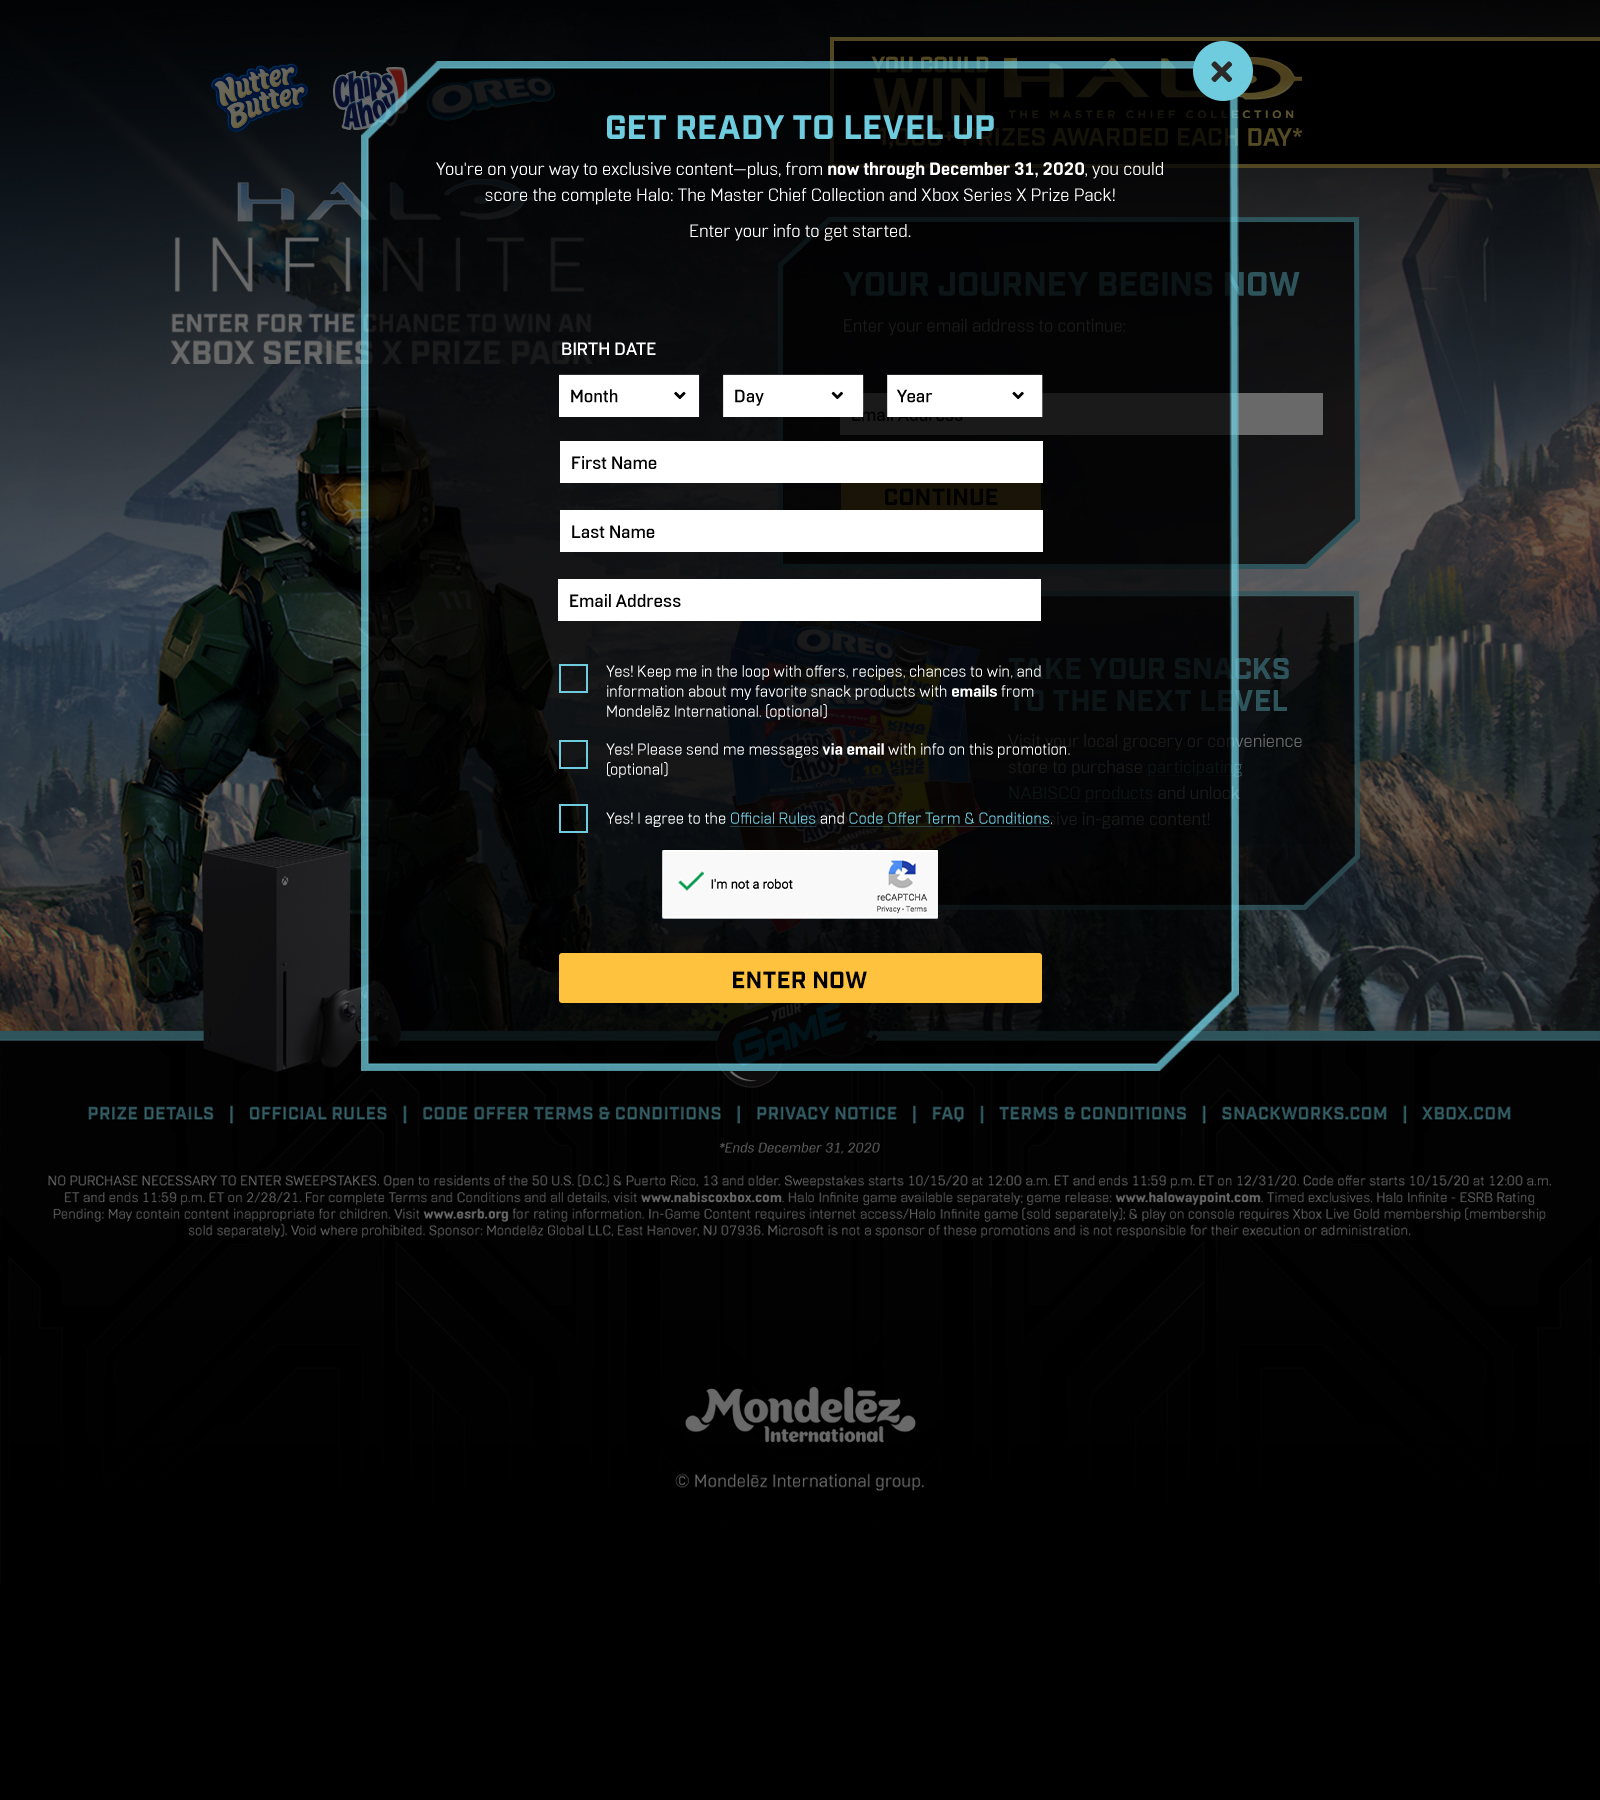 Nutter Butter
Chips Ahoy!
OREO
YOU COULD
WIN
HALO
THE MASTER CHIEF COLLECTION
PRIZES AWARDED EACH DAY*
HALO
INFINITE
ENTER FOR THE CHANCE TO WIN AN
XBOX SERIES X PRIZE PACK
GET READY TO LEVEL UP
You're on your way to exclusive content—plus, from now through December 31, 2020, you could
score the complete Halo: The Master Chief Collection and Xbox Series X Prize Pack!
Enter your info to get started.
YOUR JOURNEY BEGINS NOW
Enter your email address to continue:
Email Address
CONTINUE
BIRTH DATE
Month
Day
Year
First Name
Last Name
Email Address
117
OREO
Yes! Keep me in the loop with offers, recipes, chances to win, and
information about my favorite snack products with emails from
Mondelēz International. (optional)
Yes! Please send me messages via email with info on this promotion.
(optional)
Yes! I agree to the Official Rules and Code Offer Term & Conditions.
TAKE YOUR SNACKS
TO THE NEXT LEVEL
Visit your local grocery or convenience
store to purchase participating
NABISCO products and unlock
in-game content!
Chips Ahoy!
KING SIZE
I'm not a robot
reCAPTCHA
Privacy - Terms
ENTER NOW
YOUR
GAME
PRIZE DETAILS | OFFICIAL RULES | CODE OFFER TERMS & CONDITIONS | PRIVACY NOTICE | FAQ | TERMS & CONDITIONS | SNACKWORKS.COM | XBOX.COM
*Ends December 31, 2020
NO PURCHASE NECESSARY TO ENTER SWEEPSTAKES. Open to residents of the 50 U.S. (D.C.) & Puerto Rico, 13 and older. Sweepstakes starts 10/15/20 at 12:00 a.m. ET and ends 11:59 p.m. ET on 12/31/20. Code offer starts 10/15/20 at 12:00 a.m.
ET and ends 11:59 p.m. ET on 2/28/21. For complete Terms and Conditions and all details, visit www.nabiscoxbox.com. Halo Infinite game available separately; game release: www.halowaypoint.com. Timed exclusives. Halo Infinite - ESRB Rating
Pending: May contain content inappropriate for children. Visit www.esrb.org for rating information. In-Game Content requires internet access/Halo Infinite game (sold separately); & play on console requires Xbox Live Gold membership (membership
sold separately). Void where prohibited. Sponsor: Mondelēz Global LLC, East Hanover, NJ 07936. Microsoft is not a sponsor of these promotions and is not responsible for their execution or administration.
Mondelēz
International
© Mondelēz International group.